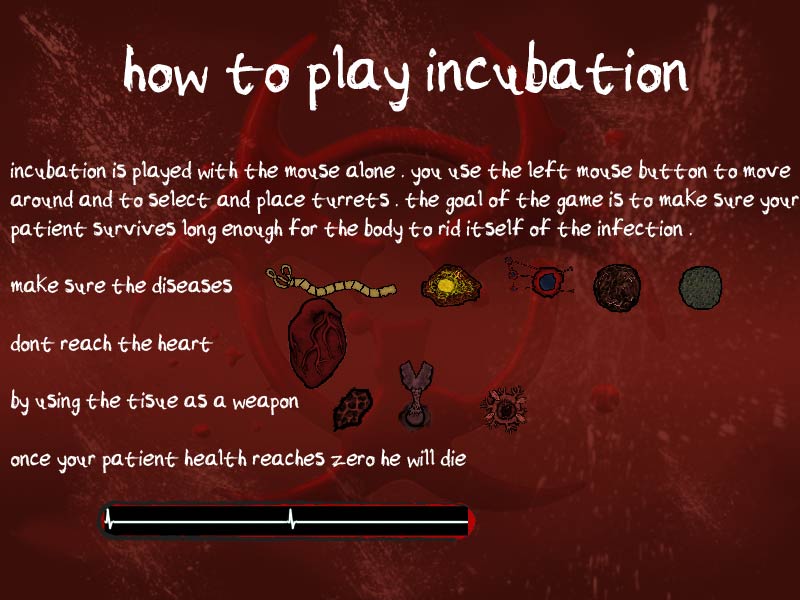 how to play incubation
incubation is played with the mouse alone . you use the left mouse button to move
around and to select and place turrets . the goal of the game is to make sure your
patient survives long enough for the body to rid itself of the infection .
make sure the diseases
dont reach the heart
by using the tisue as a weapon
once your patient health reaches zero he will die